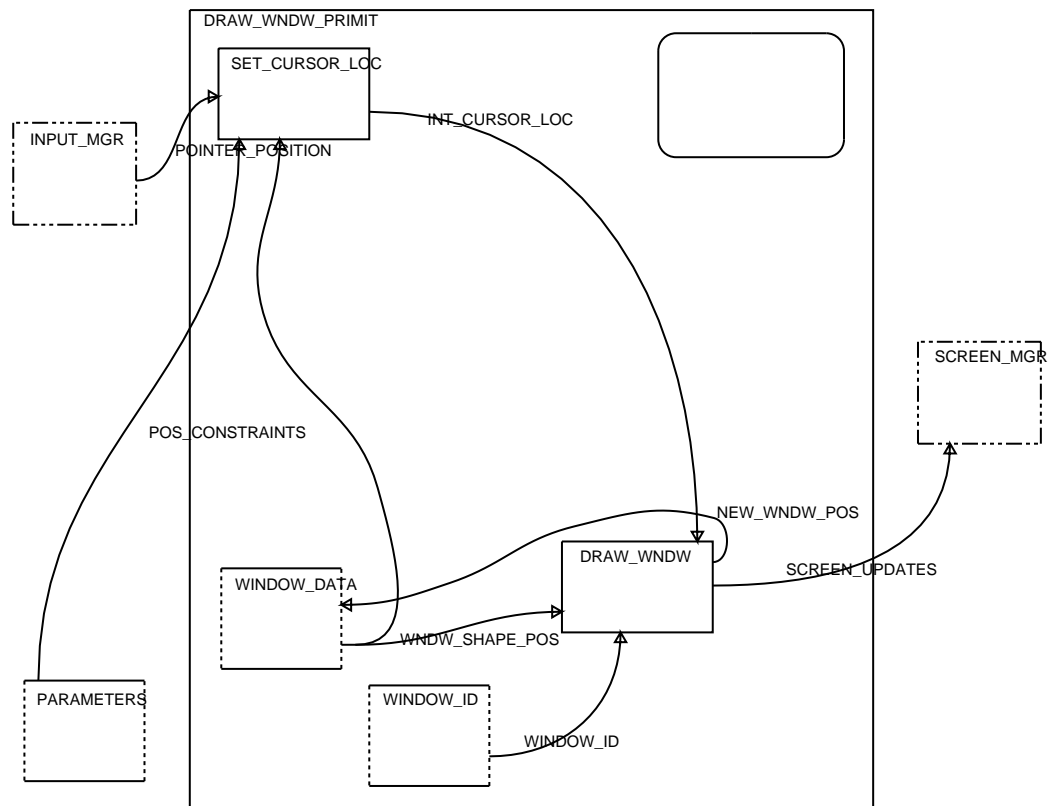 DRAW_WNDW_PRIMIT
SET_CURSOR_LOC
INT_CURSOR_LOC
INPUT_MGR
POINTER_POSITION
SCREEN_MGR
POS_CONSTRAINTS
NEW_WNDW_POS
DRAW_WNDW
SCREEN_UPDATES
WINDOW_DATA
WNDW_SHAPE_POS
PARAMETERS
WINDOW_ID
WINDOW_ID